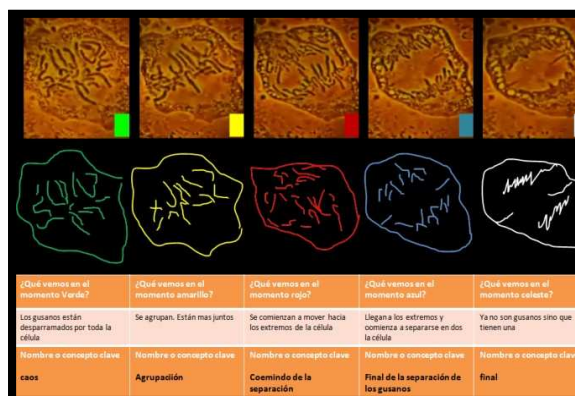 ¿Qué vemos en el
momento Verde?
¿Qué vemos en el
momento amarillo?
¿Qué vemos en el
momento rojo?
¿Qué vemos en el
momento azul?
¿Qué vemos en el
momento celeste?
Los gusanos están
desparramados por toda la
célula
Se agrupan. Están mas juntos
Se comienzan a mover hacia
los extremos de la célula
Llegan a los extremos y
comienza a separarse en dos
la célula
Ya no son gusanos sino que
tienen una
Nombre o concepto clave
caos
Nombre o concepto clave
Agrupaciión
Nombre o concepto clave
Coemindo de la
separación
Nombre o concepto clave
Final de la separación de
los gusanos
Nombre o concepto clave
final